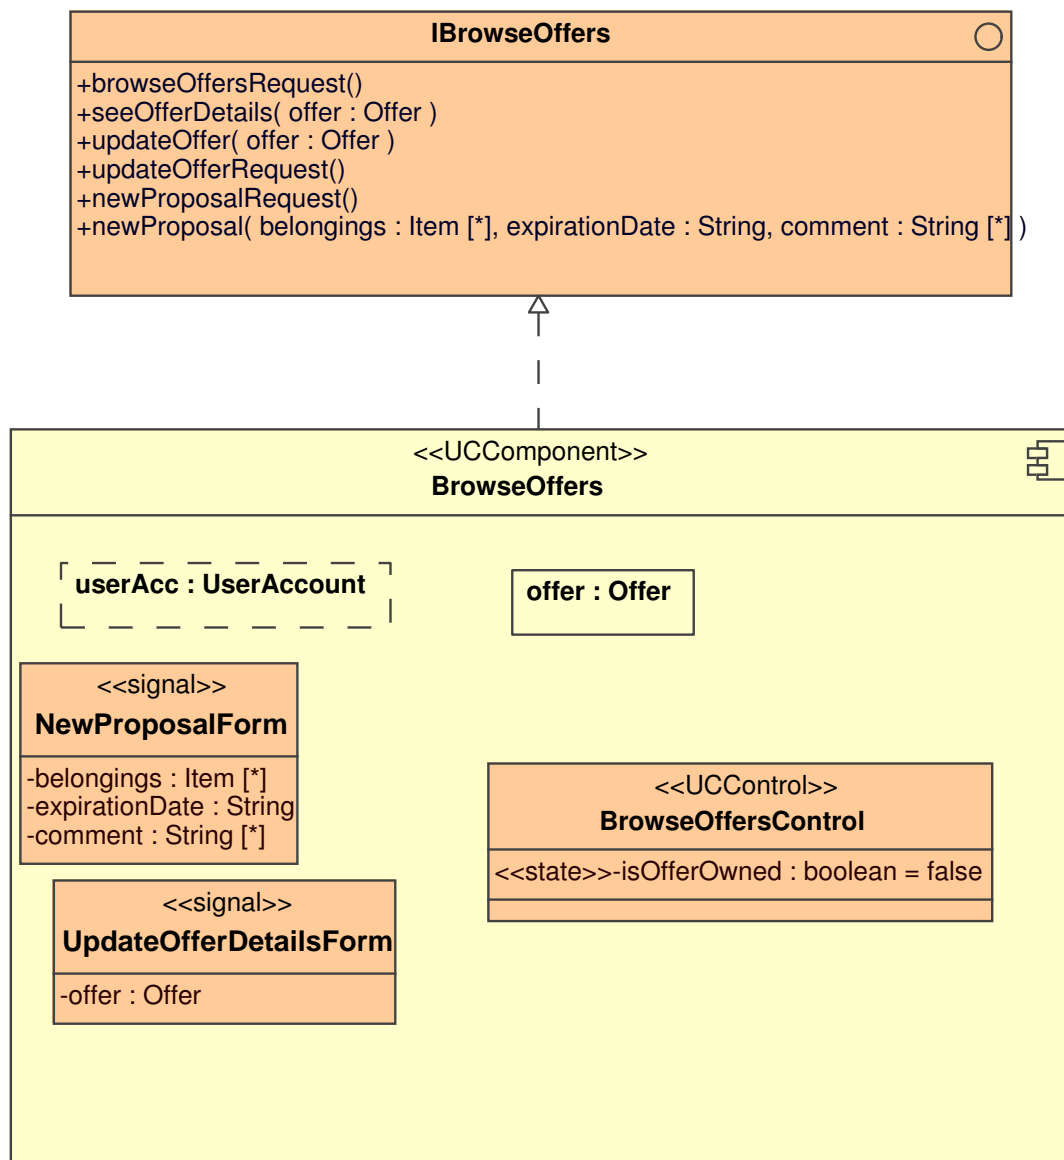 IBrowseOffers
+browseOffersRequest()
+seeOfferDetails( offer : Offer )
+updateOffer( offer : Offer )
+updateOfferRequest()
+newProposalRequest()
+newProposal( belongings : Item [*], expirationDate : String, comment : String [*] )
<<UCComponent>>
BrowseOffers
userAcc : UserAccount
offer : Offer
<<signal>>
NewProposalForm
-belongings : Item [*]
-expirationDate : String
-comment : String [*]
<<UCControl>>
BrowseOffersControl
<<state>>-isOfferOwned : boolean = false
<<signal>>
UpdateOfferDetailsForm
-offer : Offer